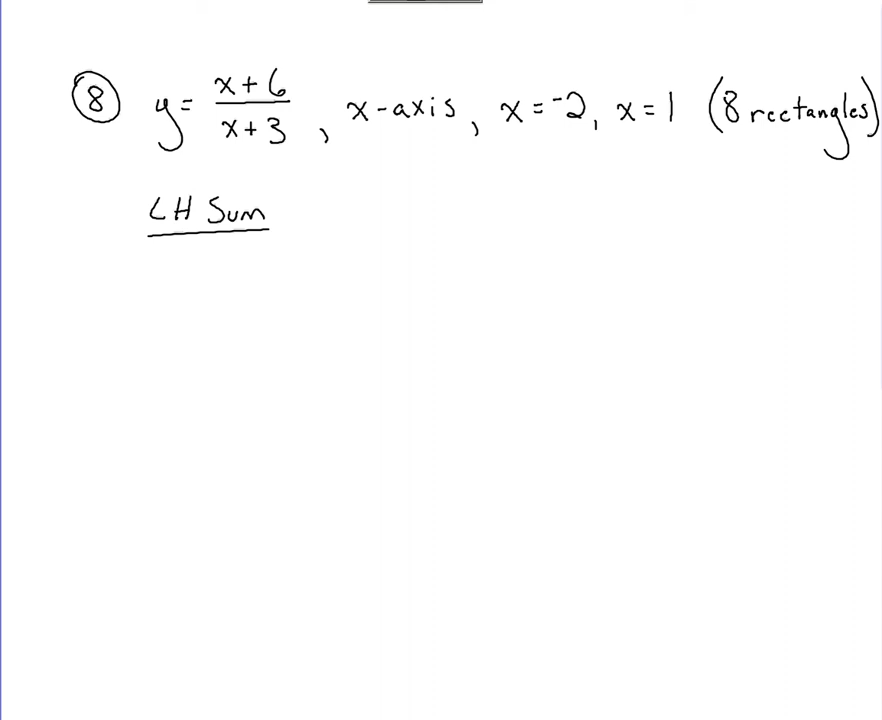 ⑧ y = (x+6)/(x+3) , x-axis, x = -2, x = 1 (8 rectangles)
LH Sum